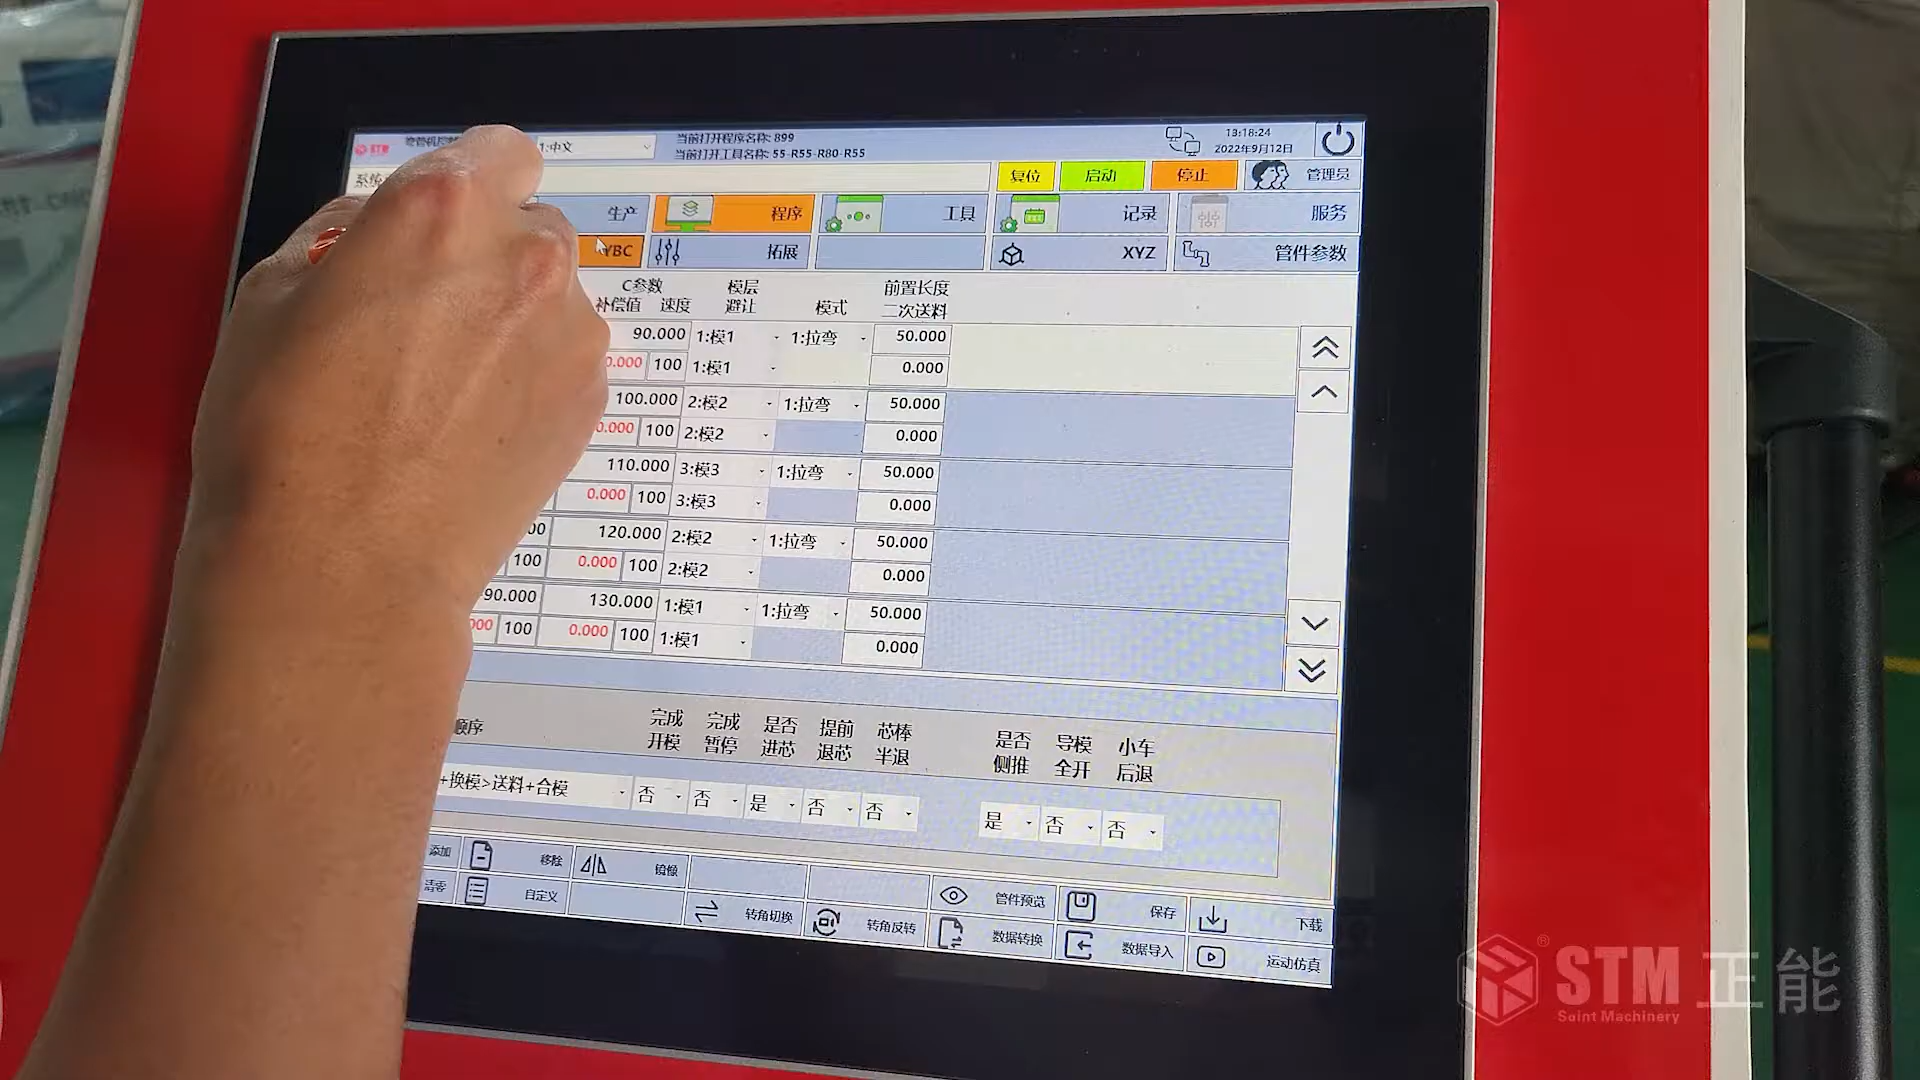 STM
1:中文
当前打开程序名称: 899
当前打开工具名称: 55-R55-R80-R55
13:18:24
2022年9月12日
系统
复位
启动
停止
管理员
生产
程序
工具
记录
服务
YBC
拓展
XYZ
管件参数
C参数
模层
前置长度
补偿值
速度
避让
模式
二次送料
90.000
1:模1
1:拉弯
50.000
0.000
100
1:模1
0.000
100.000
2:模2
1:拉弯
50.000
0.000
100
2:模2
0.000
110.000
3:模3
1:拉弯
50.000
0.000
100
3:模3
0.000
120.000
2:模2
1:拉弯
50.000
100
0.000
100
2:模2
0.000
90.000
130.000
1:模1
1:拉弯
50.000
100
0.000
100
1:模1
0.000
顺序
完成
开模
完成
暂停
是否
进芯
提前
退芯
芯棒
半退
是否
侧推
导模
全开
小车
后退
+换模>送料+合模
否
否
是
否
否
是
否
否
添加
移除
镜像
管件预览
保存
下载
清零
自定义
转角切换
转角反转
数据转换
数据导入
运动仿真
®
STM 正能
Saint Machinery